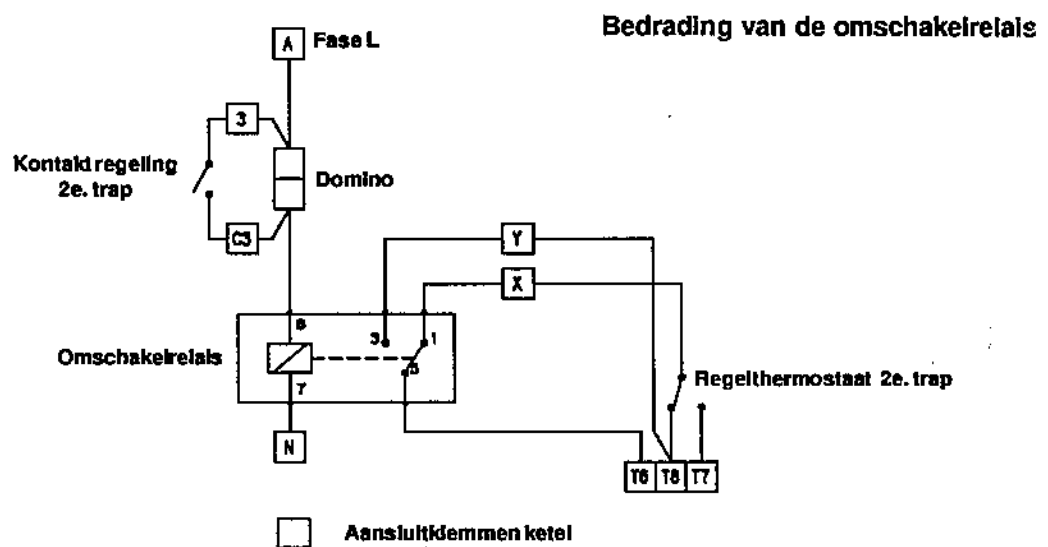 Bedrading van de omschakelrelais
A Fase L
3
Kontakt regeling
2e. trap
Domino
C3
Y
X
6
3
1
Omschakelrelais
5
7
Regelthermostaat 2e. trap
N
T6 T8 T7
Aansluitklemmen ketel